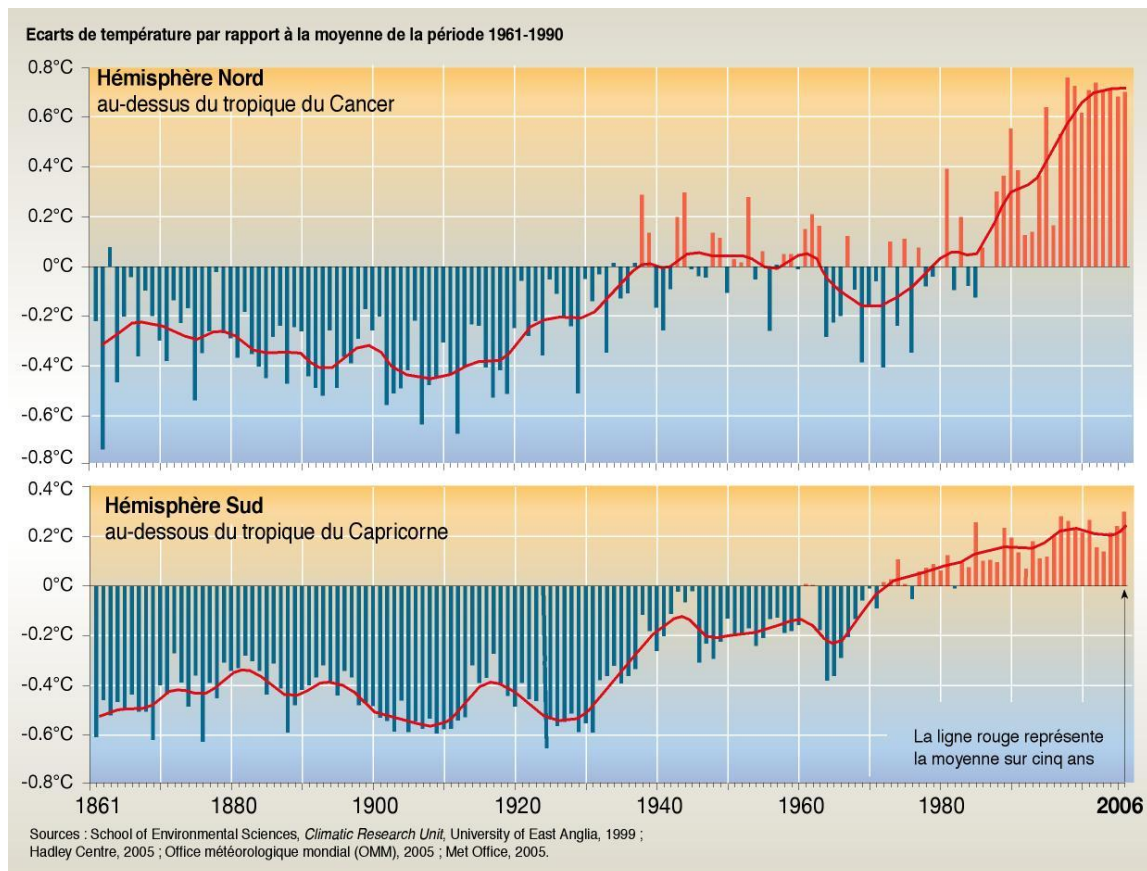 Ecarts de température par rapport à la moyenne de la période 1961-1990
0.8°C
Hémisphère Nord
au-dessus du tropique du Cancer
0.6°C
0.4°C
0.2°C
0°C
-0.2°C
-0.4°C
-0.6°C
-0.8°C
0.4°C
Hémisphère Sud
au-dessous du tropique du Capricorne
0.2°C
0°C
-0.2°C
-0.4°C
-0.6°C
La ligne rouge représente
la moyenne sur cinq ans
-0.8°C
1861 1880 1900 1920 1940 1960 1980 2006
Sources : School of Environmental Sciences, Climatic Research Unit, University of East Anglia, 1999 ;
Hadley Centre, 2005 ; Office météorologique mondial (OMM), 2005 ; Met Office, 2005.